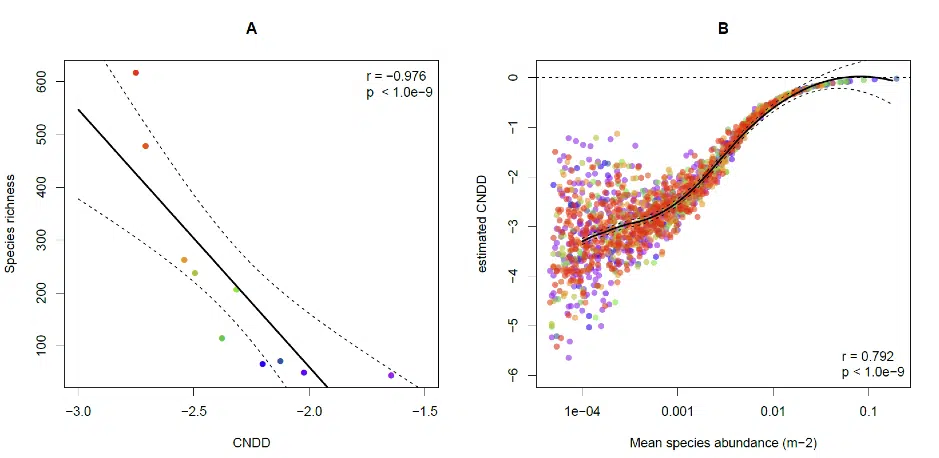 A
r = −0.976
p < 1.0e−9
600
500
400
300
200
100
Species richness
−3.0 −2.5 −2.0 −1.5
CNDD
B
0
−1
−2
−3
−4
−5
−6
estimated CNDD
r = 0.792
p < 1.0e−9
1e−04 0.001 0.01 0.1
Mean species abundance (m−2)